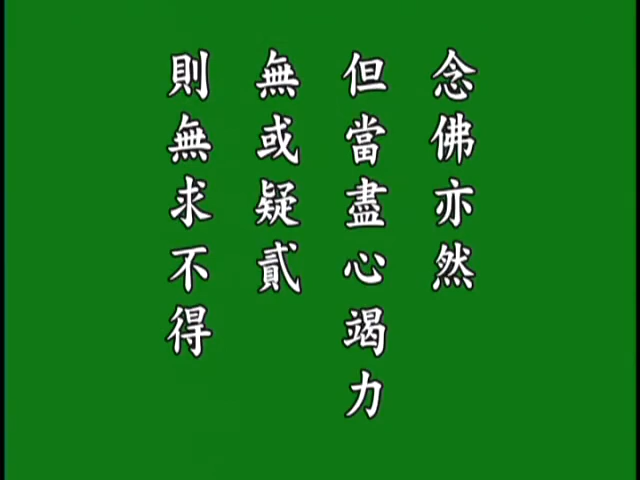 念佛亦然
但當盡心竭力
無或疑貳
則無求不得